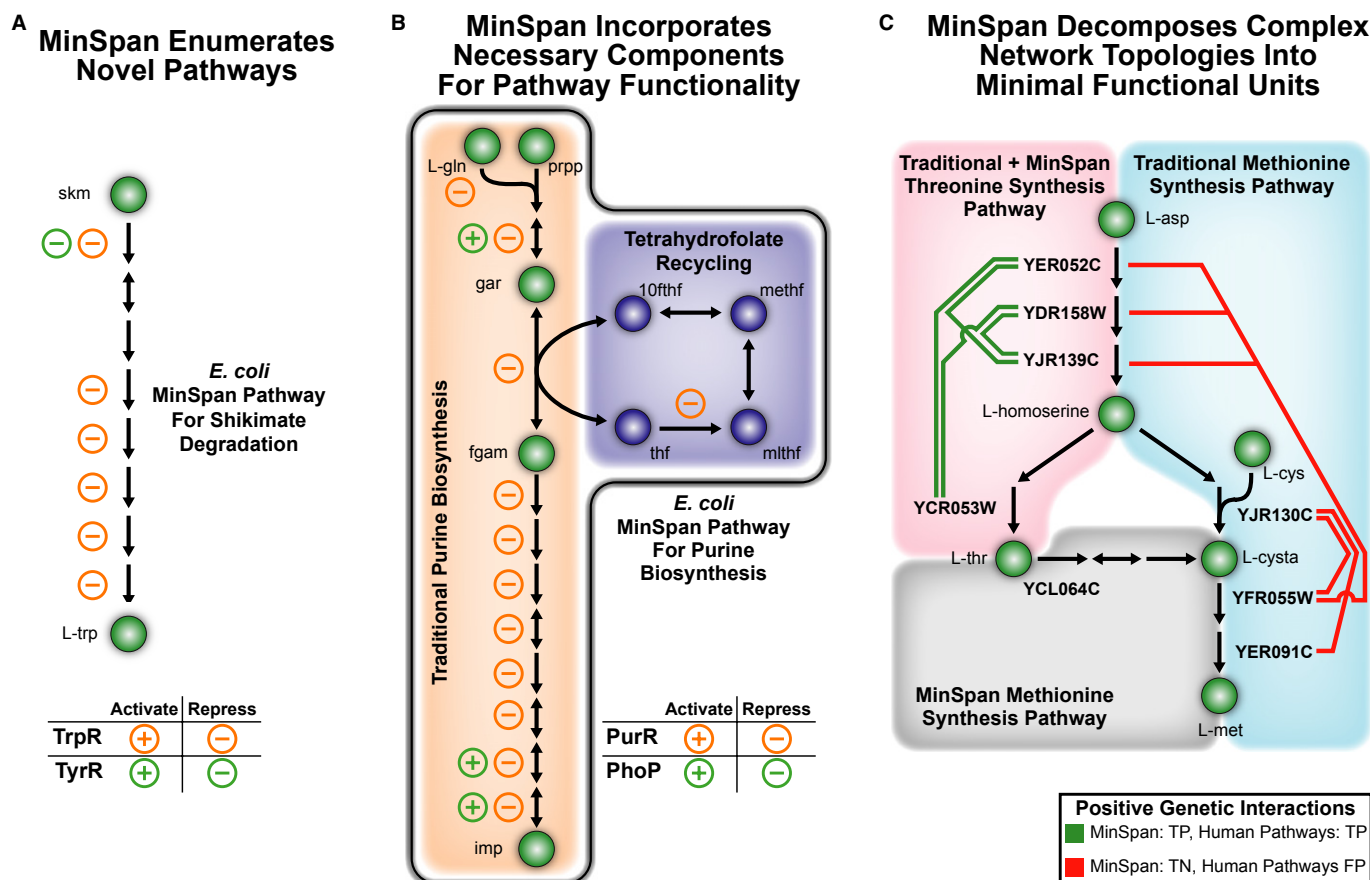 A
MinSpan Enumerates
Novel Pathways
skm
E. coli
MinSpan Pathway
For Shikimate
Degradation
L-trp
Activate Repress
TrpR + −
TyrR + −
B
MinSpan Incorporates
Necessary Components
For Pathway Functionality
Traditional Purine Biosynthesis
L-gln
prpp
gar
fgam
imp
Tetrahydrofolate
Recycling
10fthf
methf
thf
mlthf
E. coli
MinSpan Pathway
For Purine
Biosynthesis
Activate Repress
PurR + −
PhoP + −
C
MinSpan Decomposes Complex
Network Topologies Into
Minimal Functional Units
Traditional + MinSpan
Threonine Synthesis
Pathway
Traditional Methionine
Synthesis Pathway
L-asp
YER052C
YDR158W
YJR139C
L-homoserine
L-cys
YCR053W
YJR130C
L-thr
L-cysta
YCL064C
YFR055W
YER091C
MinSpan Methionine
Synthesis Pathway
L-met
Positive Genetic Interactions
MinSpan: TP, Human Pathways: TP
MinSpan: TN, Human Pathways FP